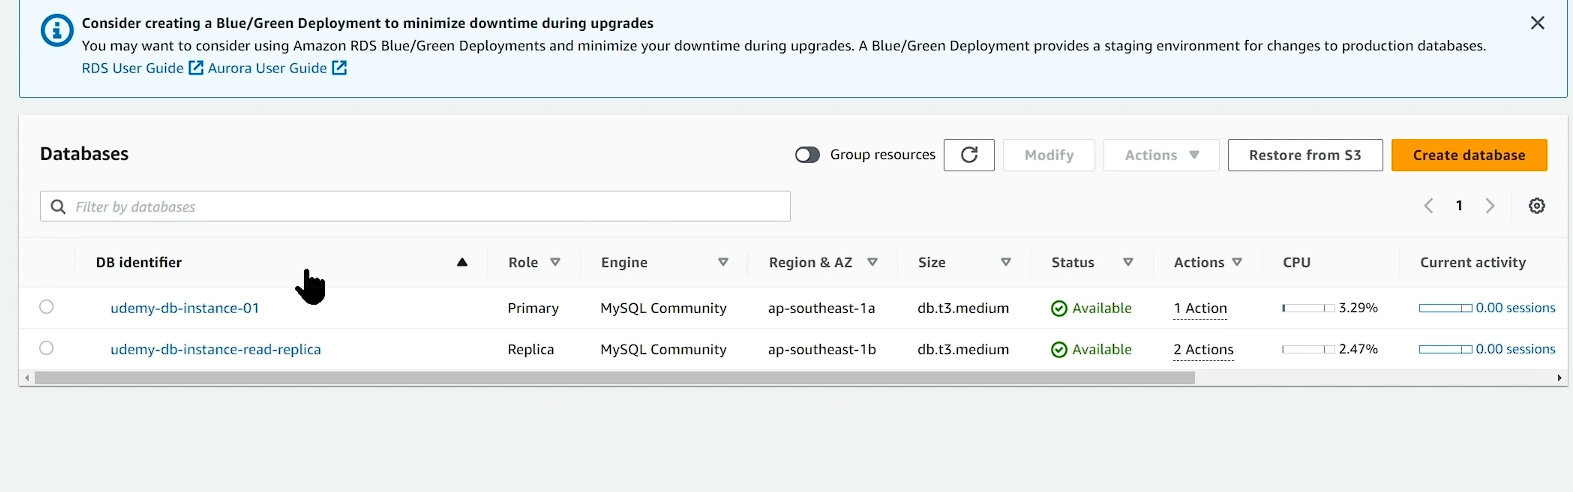 Consider creating a Blue/Green Deployment to minimize downtime during upgrades
You may want to consider using Amazon RDS Blue/Green Deployments and minimize your downtime during upgrades. A Blue/Green Deployment provides a staging environment for changes to production databases.
RDS User Guide Aurora User Guide
Databases Group resources Modify Actions Restore from S3 Create database
Filter by databases 1
DB identifier Role Engine Region & AZ Size Status Actions CPU Current activity
udemy-db-instance-01 Primary MySQL Community ap-southeast-1a db.t3.medium Available 1 Action 3.29% 0.00 sessions
udemy-db-instance-read-replica Replica MySQL Community ap-southeast-1b db.t3.medium Available 2 Actions 2.47% 0.00 sessions